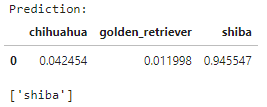 Prediction:
chihuahua golden_retriever shiba
0 0.042454 0.011998 0.945547
['shiba']